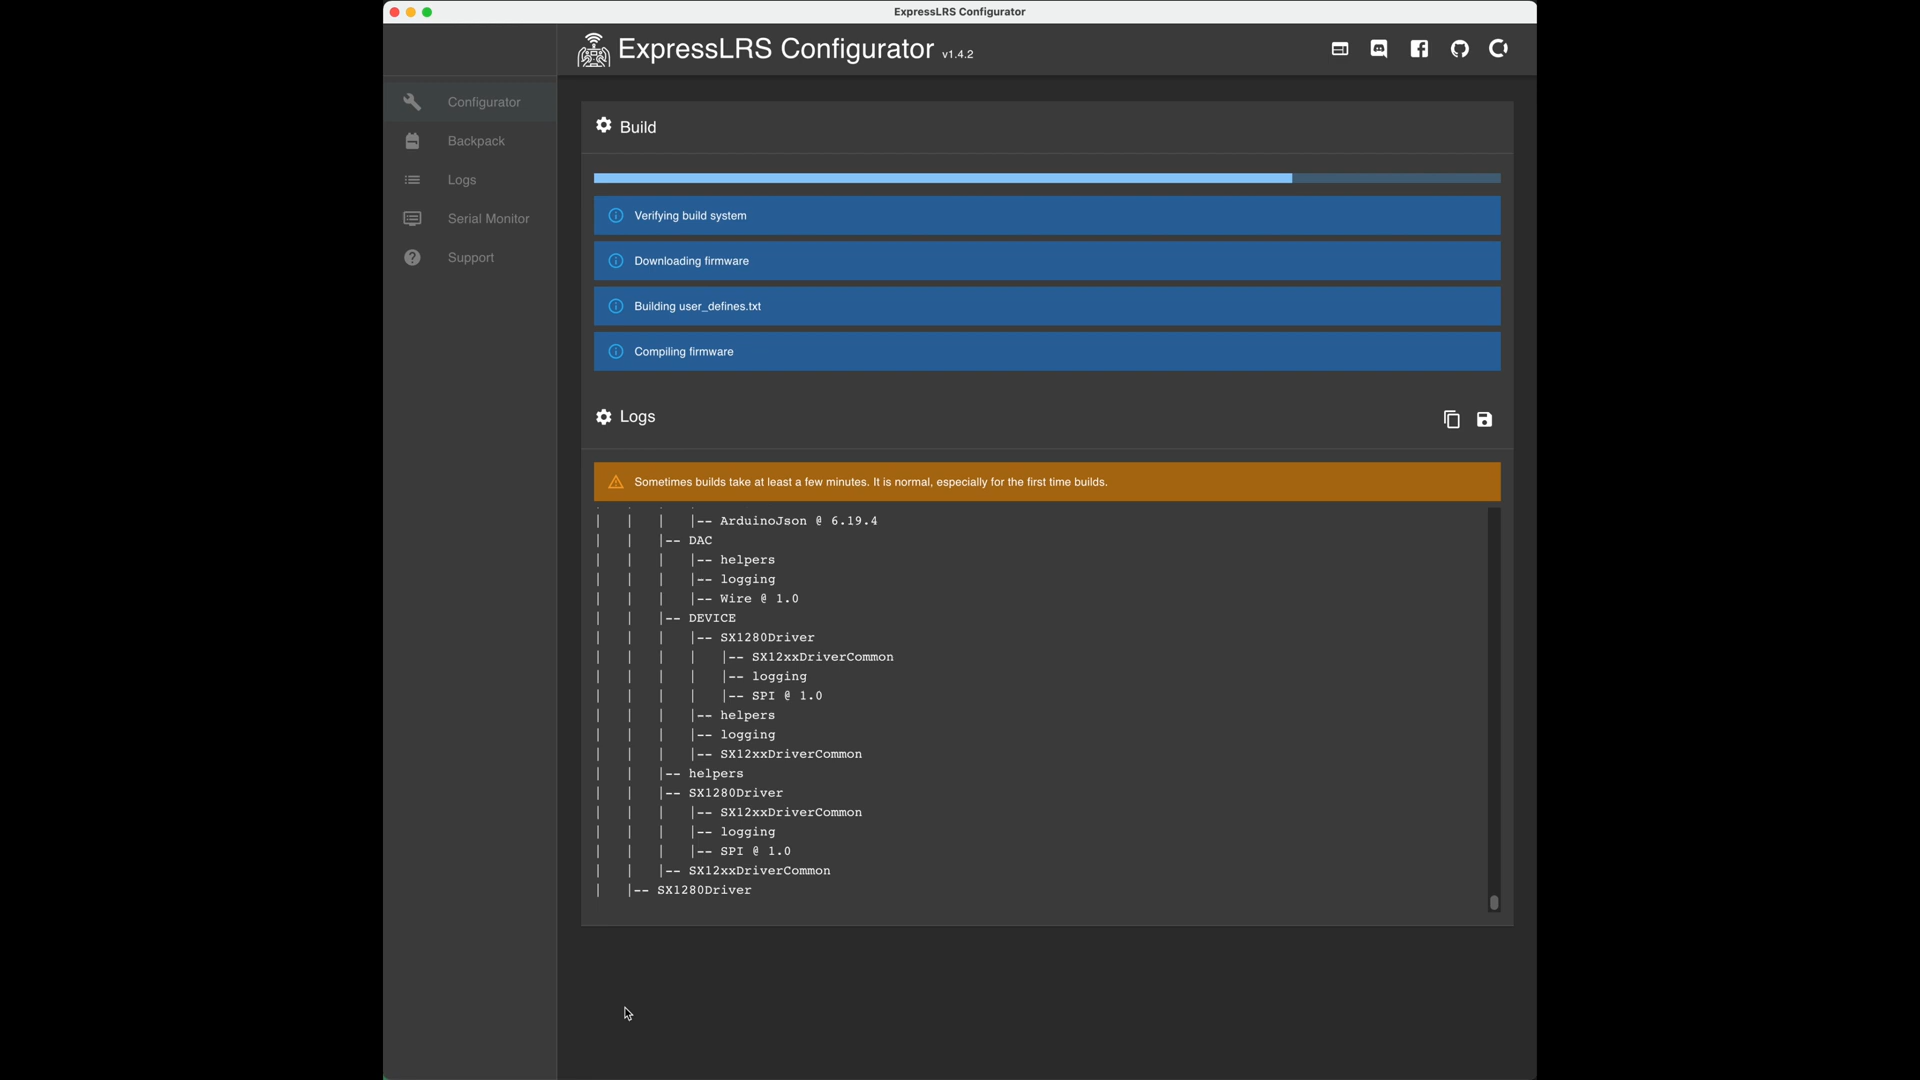 ExpressLRS Configurator
ExpressLRS Configurator v1.4.2
Configurator
Backpack
Logs
Serial Monitor
Support
Build
Verifying build system
Downloading firmware
Building user_defines.txt
Compiling firmware
Logs
Sometimes builds take at least a few minutes. It is normal, especially for the first time builds.
|   |   |   |-- ArduinoJson @ 6.19.4
|   |   |-- DAC
|   |   |   |-- helpers
|   |   |   |-- logging
|   |   |   |-- Wire @ 1.0
|   |   |-- DEVICE
|   |   |   |-- SX1280Driver
|   |   |   |   |-- SX12xxDriverCommon
|   |   |   |   |-- logging
|   |   |   |   |-- SPI @ 1.0
|   |   |   |-- helpers
|   |   |   |-- logging
|   |   |   |-- SX12xxDriverCommon
|   |   |-- helpers
|   |   |-- SX1280Driver
|   |   |   |-- SX12xxDriverCommon
|   |   |   |-- logging
|   |   |   |-- SPI @ 1.0
|   |   |-- SX12xxDriverCommon
|   |-- SX1280Driver